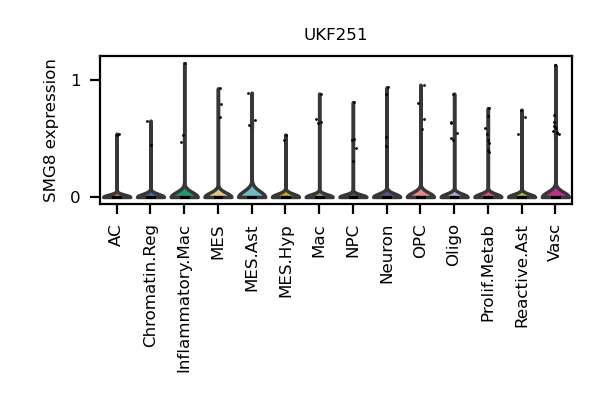 UKF251
SMG8 expression
1
0
AC
Chromatin.Reg
Inflammatory.Mac
MES
MES.Ast
MES.Hyp
Mac
NPC
Neuron
OPC
Oligo
Prolif.Metab
Reactive.Ast
Vasc